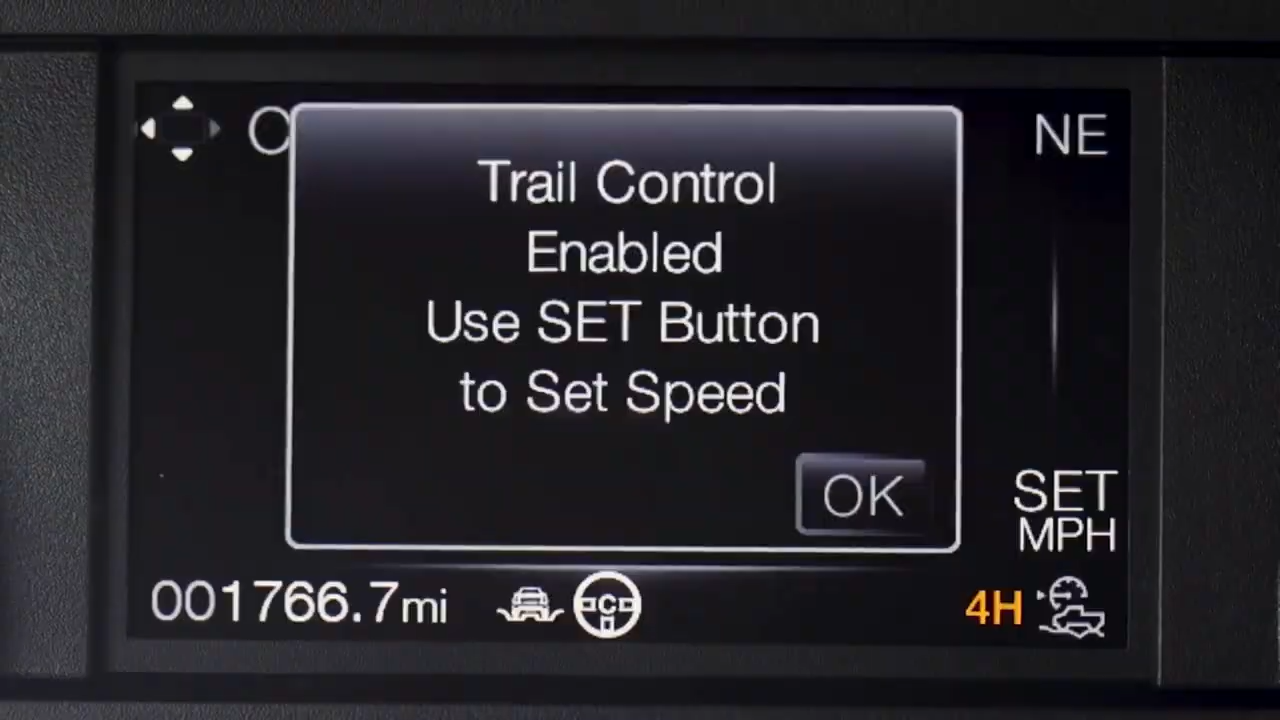 NE
Trail Control
Enabled
Use SET Button
to Set Speed
OK
SET
MPH
001766.7mi
C
4H